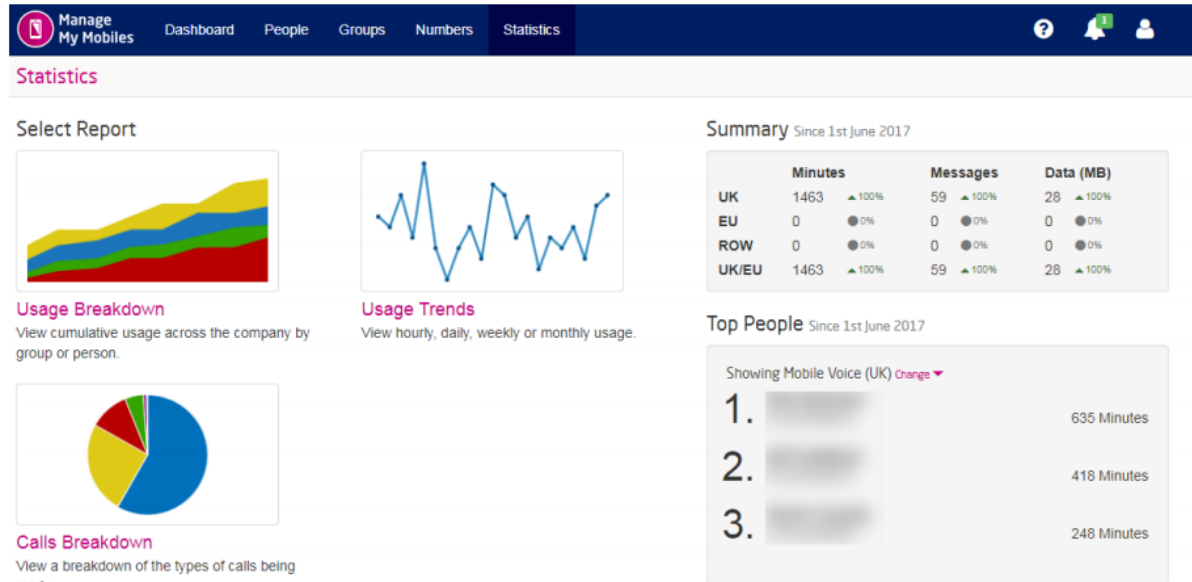 Manage
My Mobiles
Dashboard People Groups Numbers Statistics
1
Statistics
Select Report
Usage Breakdown
View cumulative usage across the company by
group or person.
Usage Trends
View hourly, daily, weekly or monthly usage.
Calls Breakdown
View a breakdown of the types of calls being
Summary Since 1st June 2017
Minutes Messages Data (MB)
UK 1463 100% 59 100% 28 100%
EU 0 0% 0 0% 0 0%
ROW 0 0% 0 0% 0 0%
UK/EU 1463 100% 59 100% 28 100%
Top People Since 1st June 2017
Showing Mobile Voice (UK) Change
1. 635 Minutes
2. 418 Minutes
3. 248 Minutes